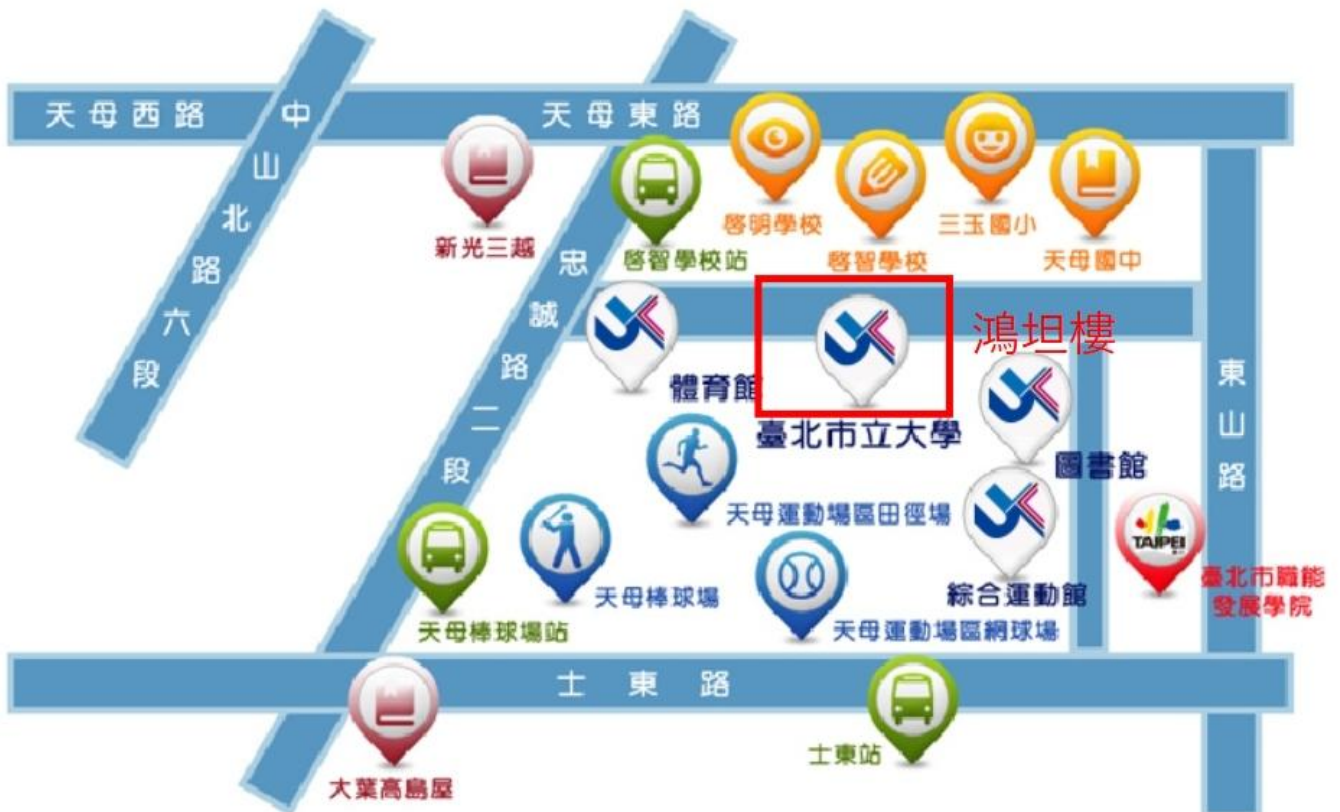 天母西路
中山北路六段
天母東路
新光三越
啓智學校站
啓明學校
啓智學校
三玉國小
天母國中
忠誠路二段
體育館
臺北市立大學
鴻坦樓
圖書館
東山路
天母運動場區田徑場
TAIPEI
臺北市職能
發展學院
綜合運動館
天母棒球場
天母運動場區網球場
天母棒球場站
士東路
大葉高島屋
士東站